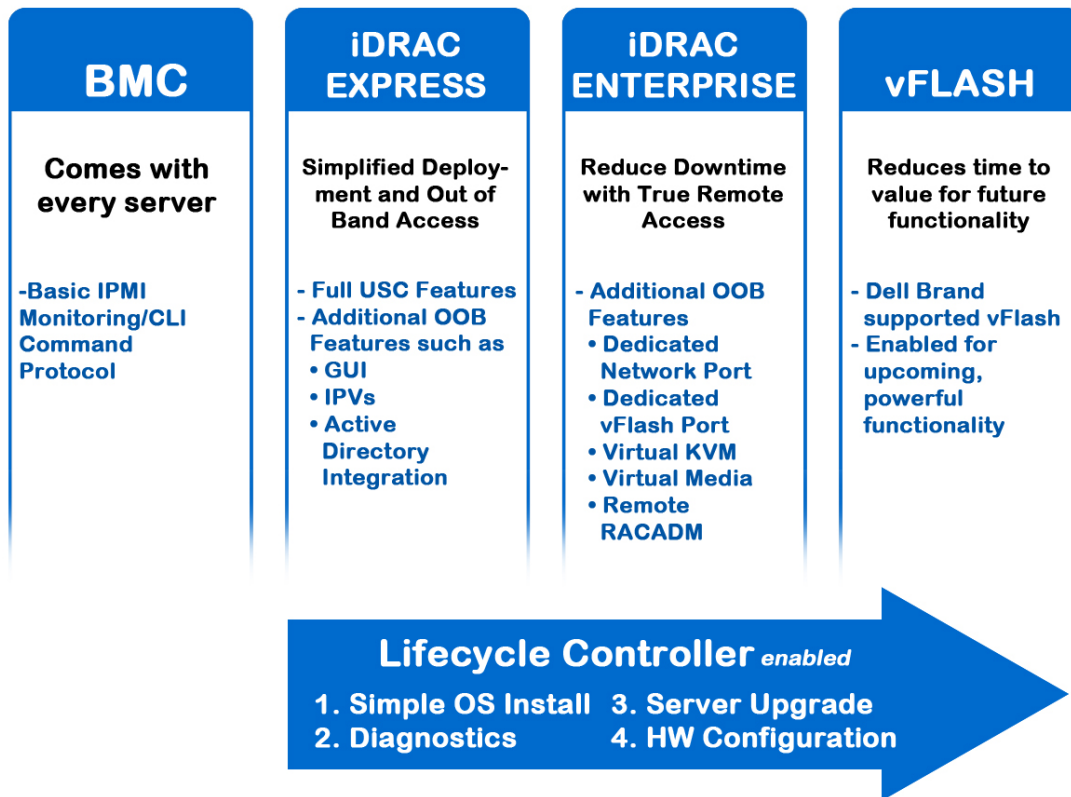 BMC
Comes with
every server
-Basic IPMI
Monitoring/CLI
Command
Protocol
iDRAC
EXPRESS
Simplified Deploy-
ment and Out of
Band Access
- Full USC Features
- Additional OOB
Features such as
• GUI
• IPVs
• Active
Directory
Integration
iDRAC
ENTERPRISE
Reduce Downtime
with True Remote
Access
- Additional OOB
Features
• Dedicated
Network Port
• Dedicated
vFlash Port
• Virtual KVM
• Virtual Media
• Remote
RACADM
vFLASH
Reduces time to
value for future
functionality
- Dell Brand
supported vFlash
- Enabled for
upcoming,
powerful
functionality
Lifecycle Controller enabled
1. Simple OS Install
2. Diagnostics
3. Server Upgrade
4. HW Configuration